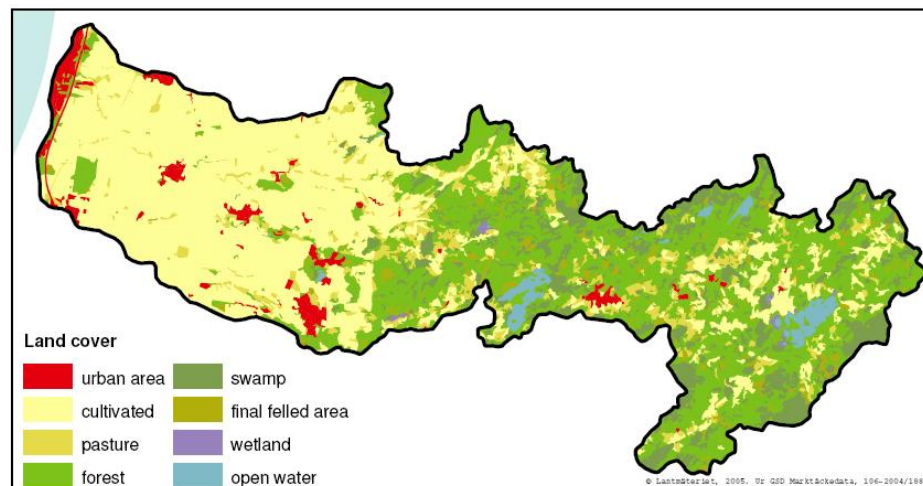 Land cover
urban area
swamp
cultivated
final felled area
pasture
wetland
forest
open water
© Lantmäteriet, 2005. Ur GSD Marktäckedata, 106-2004/188